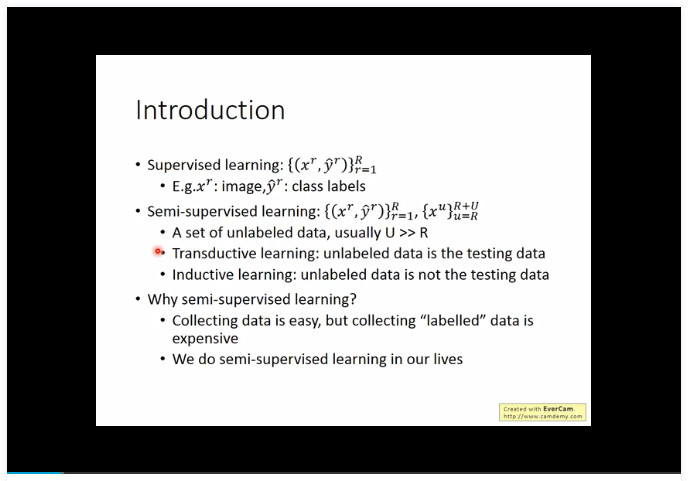 Introduction
• Supervised learning: {(x^r, ŷ^r)}_{r=1}^R
• E.g.x^r: image,ŷ^r: class labels
• Semi-supervised learning: {(x^r, ŷ^r)}_{r=1}^R, {x^u}_{u=R}^{R+U}
• A set of unlabeled data, usually U >> R
• Transductive learning: unlabeled data is the testing data
• Inductive learning: unlabeled data is not the testing data
• Why semi-supervised learning?
• Collecting data is easy, but collecting “labelled” data is
expensive
• We do semi-supervised learning in our lives
Created with EverCam.
http://www.camdemy.com